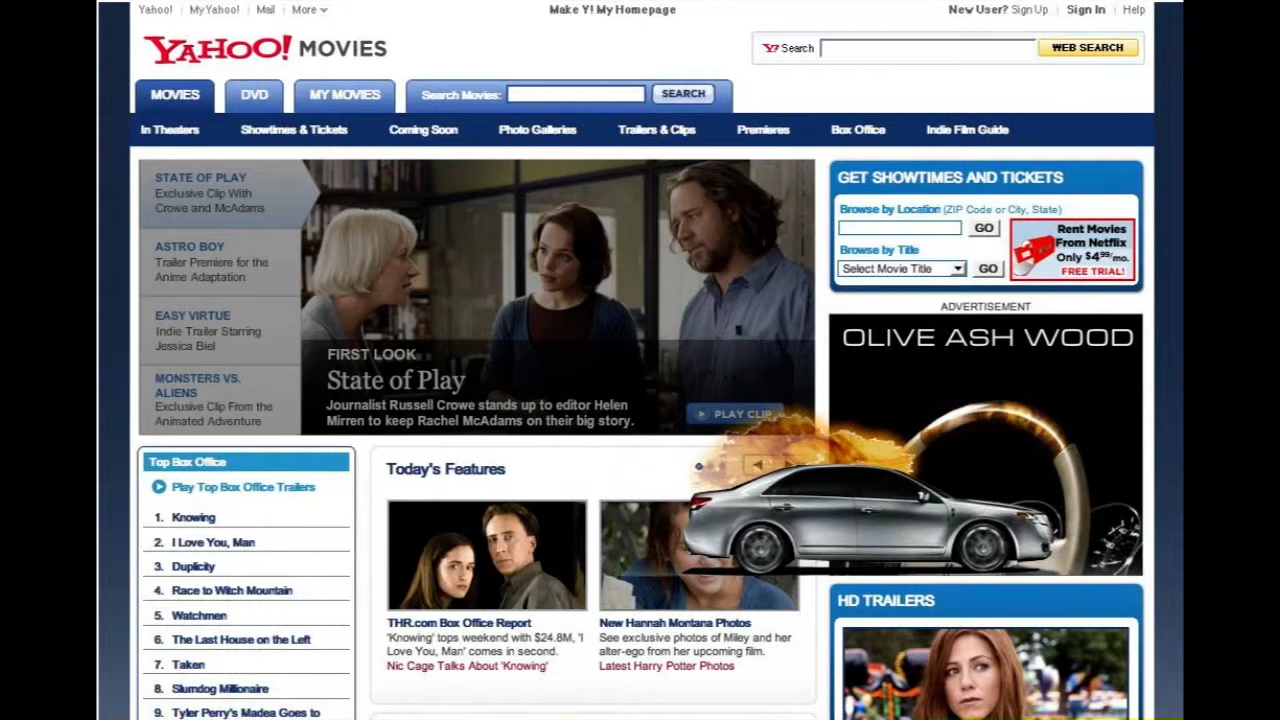 Yahoo! My Yahoo! Mail More
Make Y! My Homepage
New User? Sign Up Sign In Help
YAHOO! MOVIES
Y! Search WEB SEARCH
MOVIES DVD MY MOVIES Search Movies: SEARCH
In Theaters Showtimes & Tickets Coming Soon Photo Galleries Trailers & Clips Premieres Box Office Indie Film Guide
STATE OF PLAY
Exclusive Clip With
Crowe and McAdams
ASTRO BOY
Trailer Premiere for the
Anime Adaptation
EASY VIRTUE
Indie Trailer Starring
Jessica Biel
MONSTERS VS.
ALIENS
Exclusive Clip From the
Animated Adventure
FIRST LOOK
State of Play
Journalist Russell Crowe stands up to editor Helen
Mirren to keep Rachel McAdams on their big story.
PLAY CLIP
GET SHOWTIMES AND TICKETS
Browse by Location (ZIP Code or City, State)
GO
Browse by Title
Select Movie Title GO
Rent Movies
From Netflix
Only $4.99/mo.
FREE TRIAL!
ADVERTISEMENT
OLIVE ASH WOOD
Top Box Office
Play Top Box Office Trailers
1. Knowing
2. I Love You, Man
3. Duplicity
4. Race to Witch Mountain
5. Watchmen
6. The Last House on the Left
7. Taken
8. Slumdog Millionaire
9. Tyler Perry's Madea Goes to
Today's Features
THR.com Box Office Report
'Knowing' tops weekend with $24.8M, 'I
Love You, Man' comes in second.
Nic Cage Talks About 'Knowing'
New Hannah Montana Photos
See exclusive photos of Miley and her
alter-ego from her upcoming film.
Latest Harry Potter Photos
HD TRAILERS